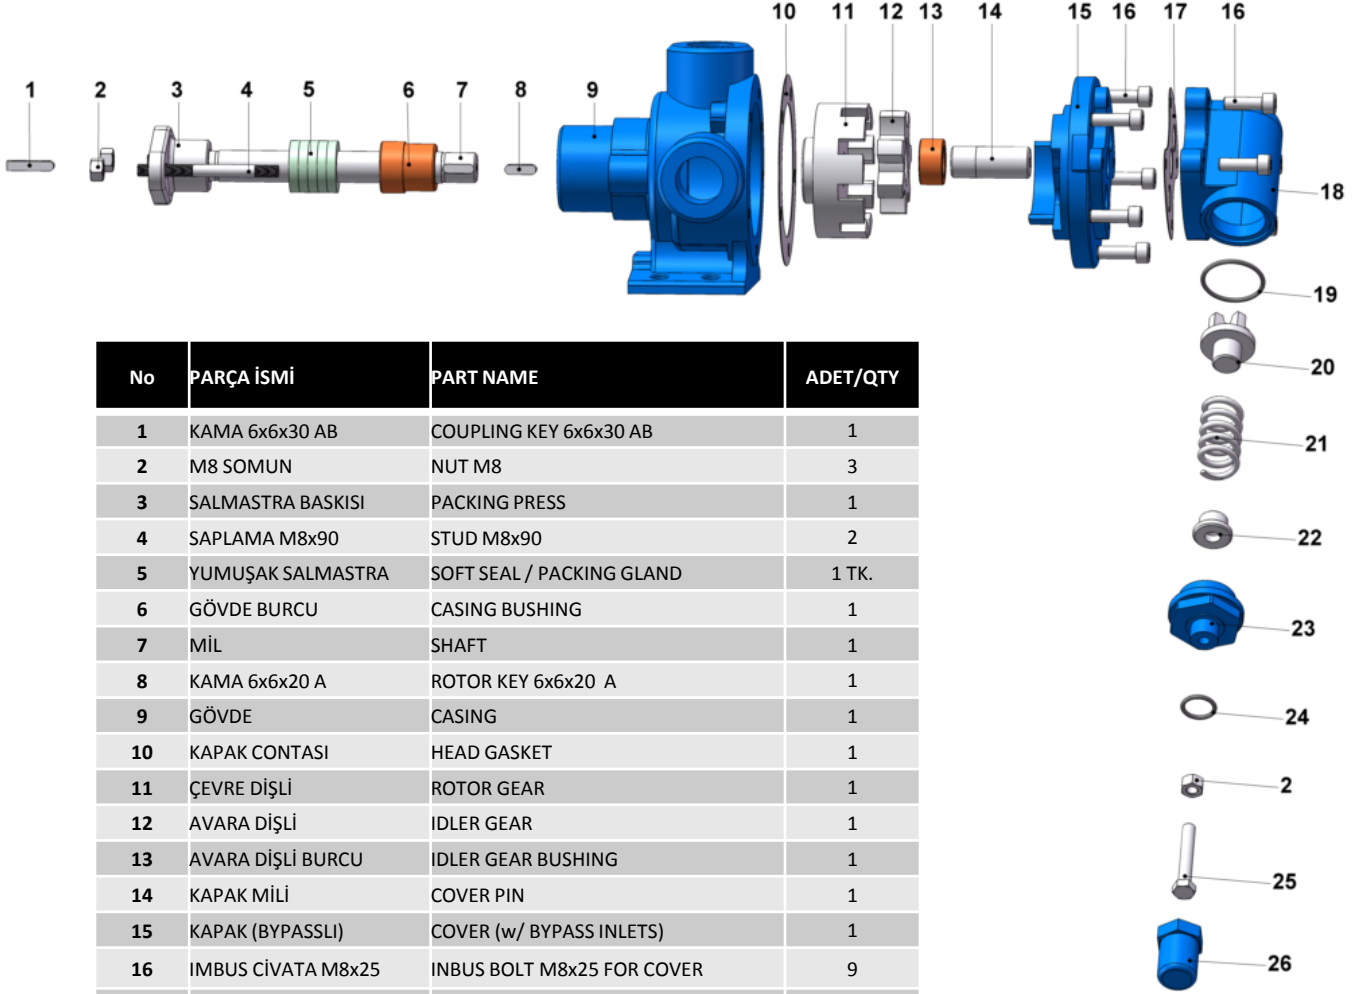 10 11 12 13 14 15 16 17 16
1 2 3 4 5 6 7 8 9
18
19
20
21
22
23
24
2
25
26
No PARÇA İSMİ PART NAME ADET/QTY
1 KAMA 6x6x30 AB COUPLING KEY 6x6x30 AB 1
2 M8 SOMUN NUT M8 3
3 SALMASTRA BASKISI PACKING PRESS 1
4 SAPLAMA M8x90 STUD M8x90 2
5 YUMUŞAK SALMASTRA SOFT SEAL / PACKING GLAND 1 TK.
6 GÖVDE BURCU CASING BUSHING 1
7 MİL SHAFT 1
8 KAMA 6x6x20 A ROTOR KEY 6x6x20 A 1
9 GÖVDE CASING 1
10 KAPAK CONTASI HEAD GASKET 1
11 ÇEVRE DİŞLİ ROTOR GEAR 1
12 AVARA DİŞLİ IDLER GEAR 1
13 AVARA DİŞLİ BURCU IDLER GEAR BUSHING 1
14 KAPAK MİLİ COVER PIN 1
15 KAPAK (BYPASSLI) COVER (w/ BYPASS INLETS) 1
16 IMBUS CİVATA M8x25 INBUS BOLT M8x25 FOR COVER 9